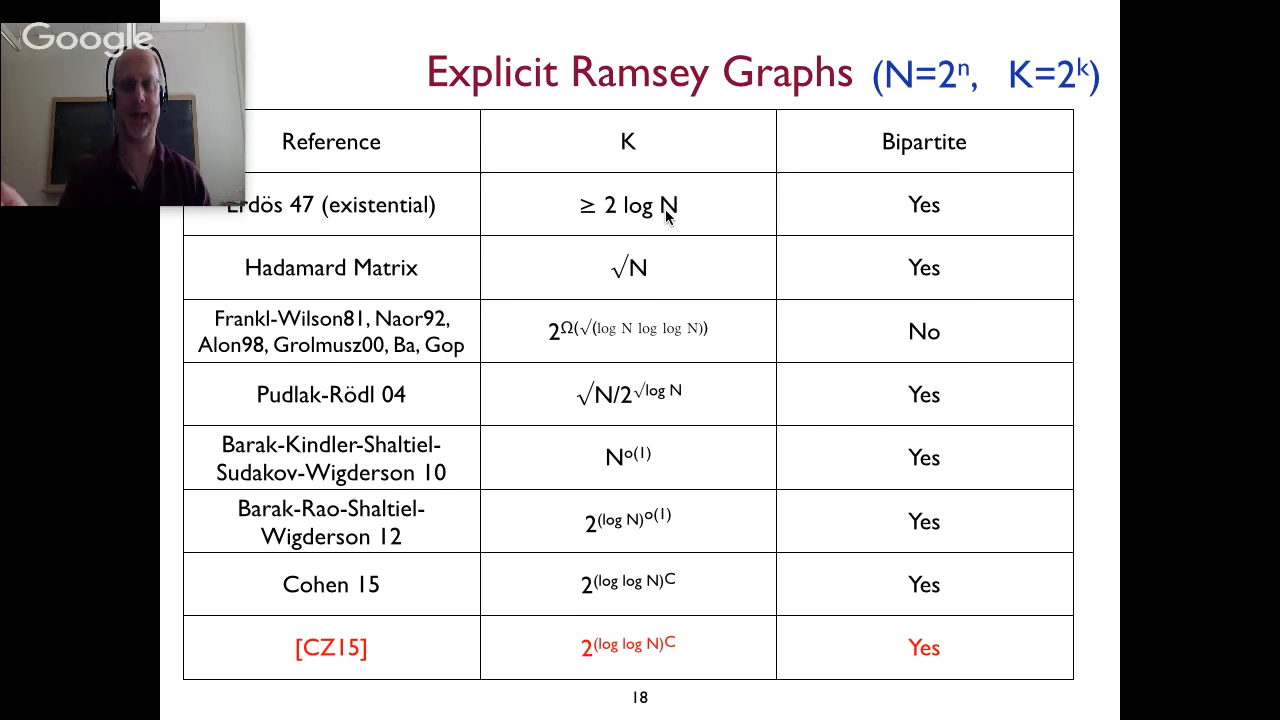 Google
Explicit Ramsey Graphs (N=2ⁿ, K=2ᵏ)
Reference K Bipartite
Erdös 47 (existential) ≥ 2 log N Yes
Hadamard Matrix √N Yes
Frankl-Wilson81, Naor92,
Alon98, Grolmusz00, Ba, Gop 2^Ω(√(log N log log N)) No
Pudlak-Rödl 04 √N/2^√log N Yes
Barak-Kindler-Shaltiel-
Sudakov-Wigderson 10 N^o(1) Yes
Barak-Rao-Shaltiel-
Wigderson 12 2^(log N)^o(1) Yes
Cohen 15 2^(log log N)^C Yes
[CZ15] 2^(log log N)^C Yes
18